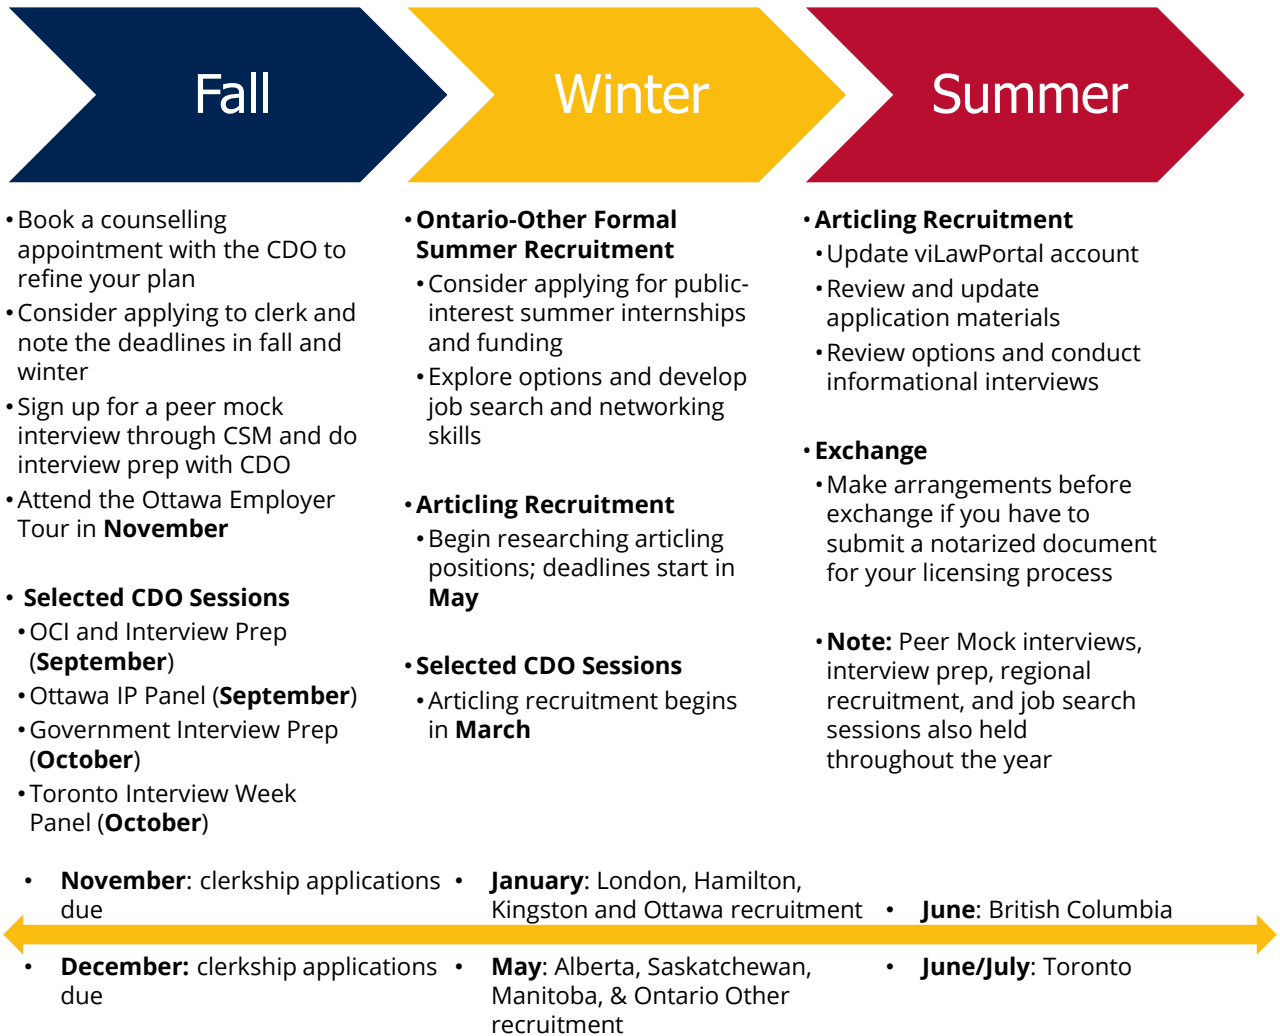 Fall
• Book a counselling
appointment with the CDO to
refine your plan
• Consider applying to clerk and
note the deadlines in fall and
winter
• Sign up for a peer mock
interview through CSM and do
interview prep with CDO
• Attend the Ottawa Employer
Tour in November
• Selected CDO Sessions
• OCI and Interview Prep
(September)
• Ottawa IP Panel (September)
• Government Interview Prep
(October)
• Toronto Interview Week
Panel (October)
Winter
• Ontario-Other Formal
Summer Recruitment
• Consider applying for public-
interest summer internships
and funding
• Explore options and develop
job search and networking
skills
• Articling Recruitment
• Begin researching articling
positions; deadlines start in
May
• Selected CDO Sessions
• Articling recruitment begins
in March
Summer
• Articling Recruitment
• Update viLawPortal account
• Review and update
application materials
• Review options and conduct
informational interviews
• Exchange
• Make arrangements before
exchange if you have to
submit a notarized document
for your licensing process
• Note: Peer Mock interviews,
interview prep, regional
recruitment, and job search
sessions also held
throughout the year
• November: clerkship applications
due
• January: London, Hamilton,
Kingston and Ottawa recruitment
• June: British Columbia
• December: clerkship applications
due
• May: Alberta, Saskatchewan,
Manitoba, & Ontario Other
recruitment
• June/July: Toronto